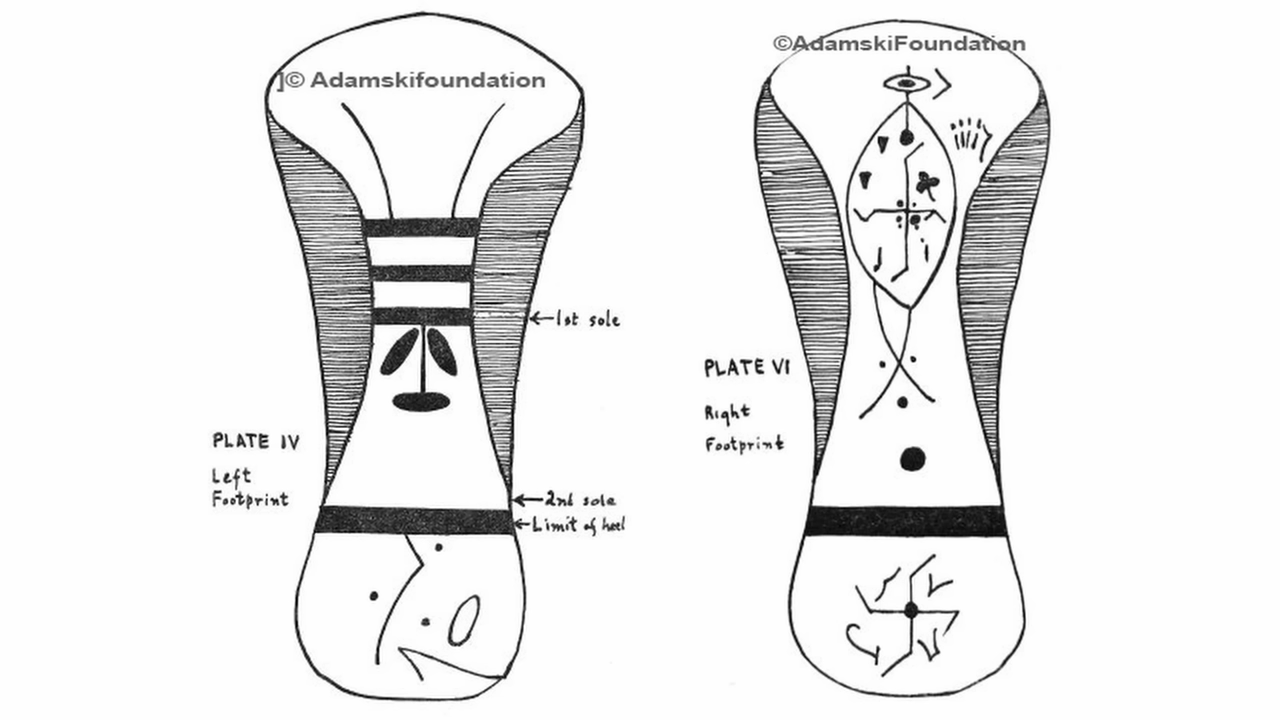 ]© Adamskifoundation
1st sole
PLATE IV
Left
Footprint
2nd sole
Limit of heel
©AdamskiFoundation
PLATE VI
Right
Footprint